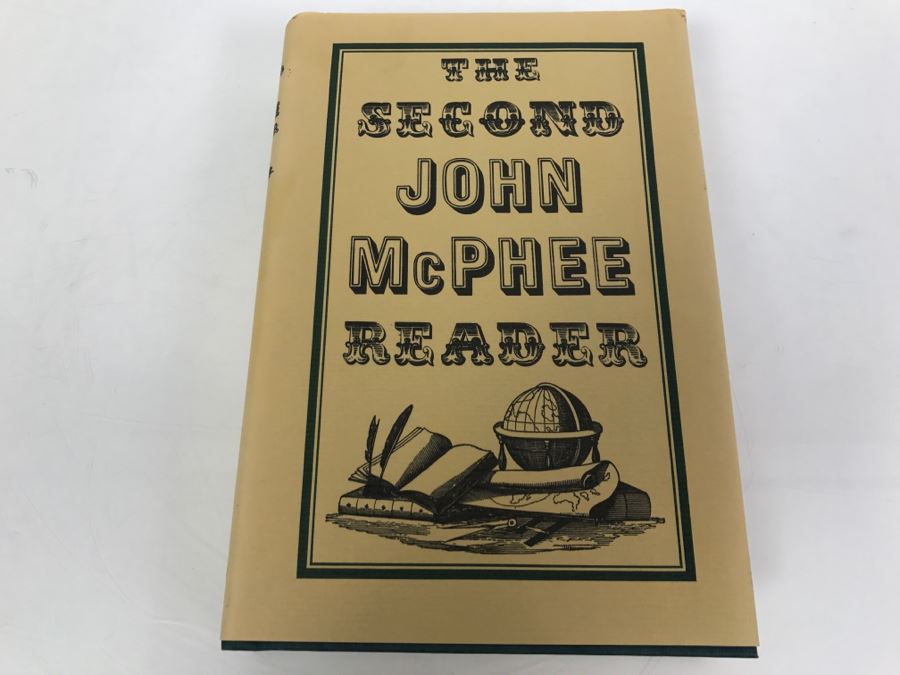 THE
SECOND
JOHN
McPHEE
READER